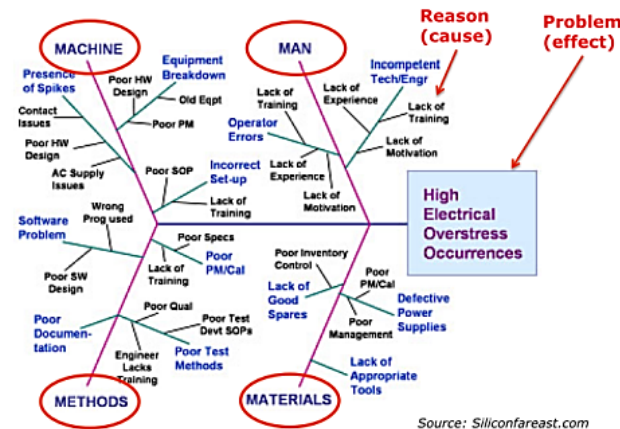 Reason
(cause)
Problem
(effect)
MACHINE
MAN
Presence
of Spikes
Contact
Issues
Poor HW
Design
AC Supply
Issues
Equipment
Breakdown
Poor HW
Design
Old Eqpt
Poor PM
Incorrect
Set-up
Poor SOP
Lack of
Training
Operator
Errors
Lack of
Training
Lack of
Experience
Lack of
Motivation
Incompetent
Tech/Engr
Lack of
Experience
Lack of
Training
Lack of
Motivation
High
Electrical
Overstress
Occurrences
Software
Problem
Wrong
Prog used
Poor SW
Design
Poor Specs
Poor
PM/Cal
Lack of
Training
Poor
Documen-
tation
Poor Qual
Poor Test
Devt SOPs
Engineer
Lacks
Training
Poor Test
Methods
Poor Inventory
Control
Lack of
Good
Spares
Poor
PM/Cal
Poor
Management
Defective
Power
Supplies
Lack of
Appropriate
Tools
METHODS
MATERIALS
Source: Siliconfareast.com